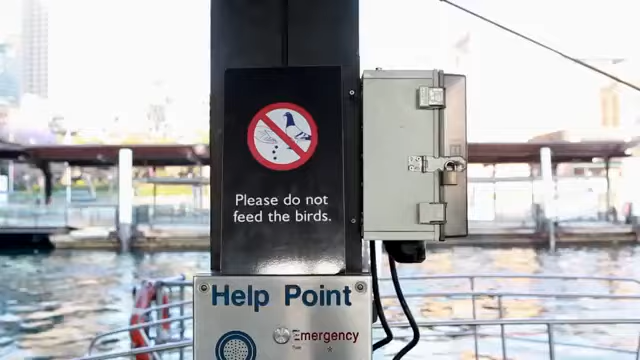 Please do not
feed the birds.
Help Point
Emergency